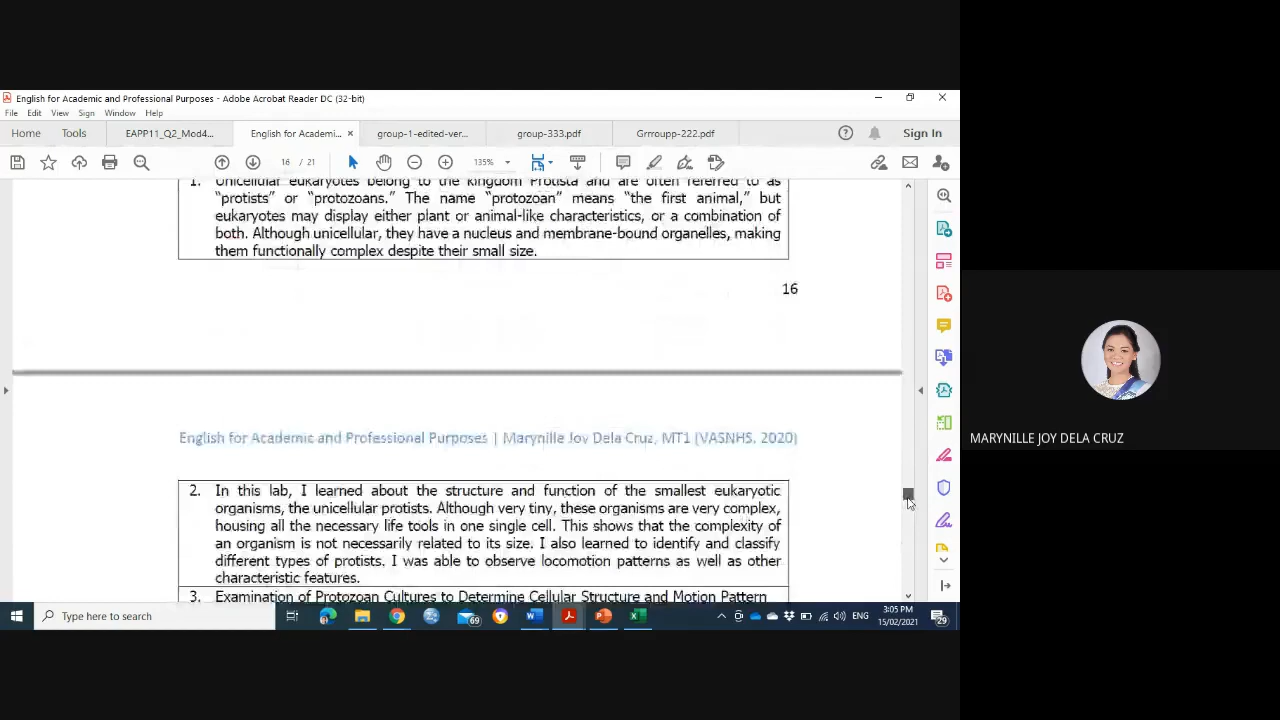 English for Academic and Professional Purposes - Adobe Acrobat Reader DC (32-bit)
File Edit View Sign Window Help
Home Tools EAPP11_Q2_Mod4... English for Academi... × group-1-edited-ver... group-333.pdf Grrroupp-222.pdf Sign In
16 / 21 135%
1. Unicellular eukaryotes belong to the kingdom Protista and are often referred to as
"protists" or "protozoans." The name "protozoan" means "the first animal," but
eukaryotes may display either plant or animal-like characteristics, or a combination of
both. Although unicellular, they have a nucleus and membrane-bound organelles, making
them functionally complex despite their small size.
16
English for Academic and Professional Purposes | Marynille Joy Dela Cruz, MT1 (VASNHS, 2020)
2. In this lab, I learned about the structure and function of the smallest eukaryotic
organisms, the unicellular protists. Although very tiny, these organisms are very complex,
housing all the necessary life tools in one single cell. This shows that the complexity of
an organism is not necessarily related to its size. I also learned to identify and classify
different types of protists. I was able to observe locomotion patterns as well as other
characteristic features.
3. Examination of Protozoan Cultures to Determine Cellular Structure and Motion Pattern
MARYNILLE JOY DELA CRUZ
Type here to search
69
ENG
3:05 PM
15/02/2021
29